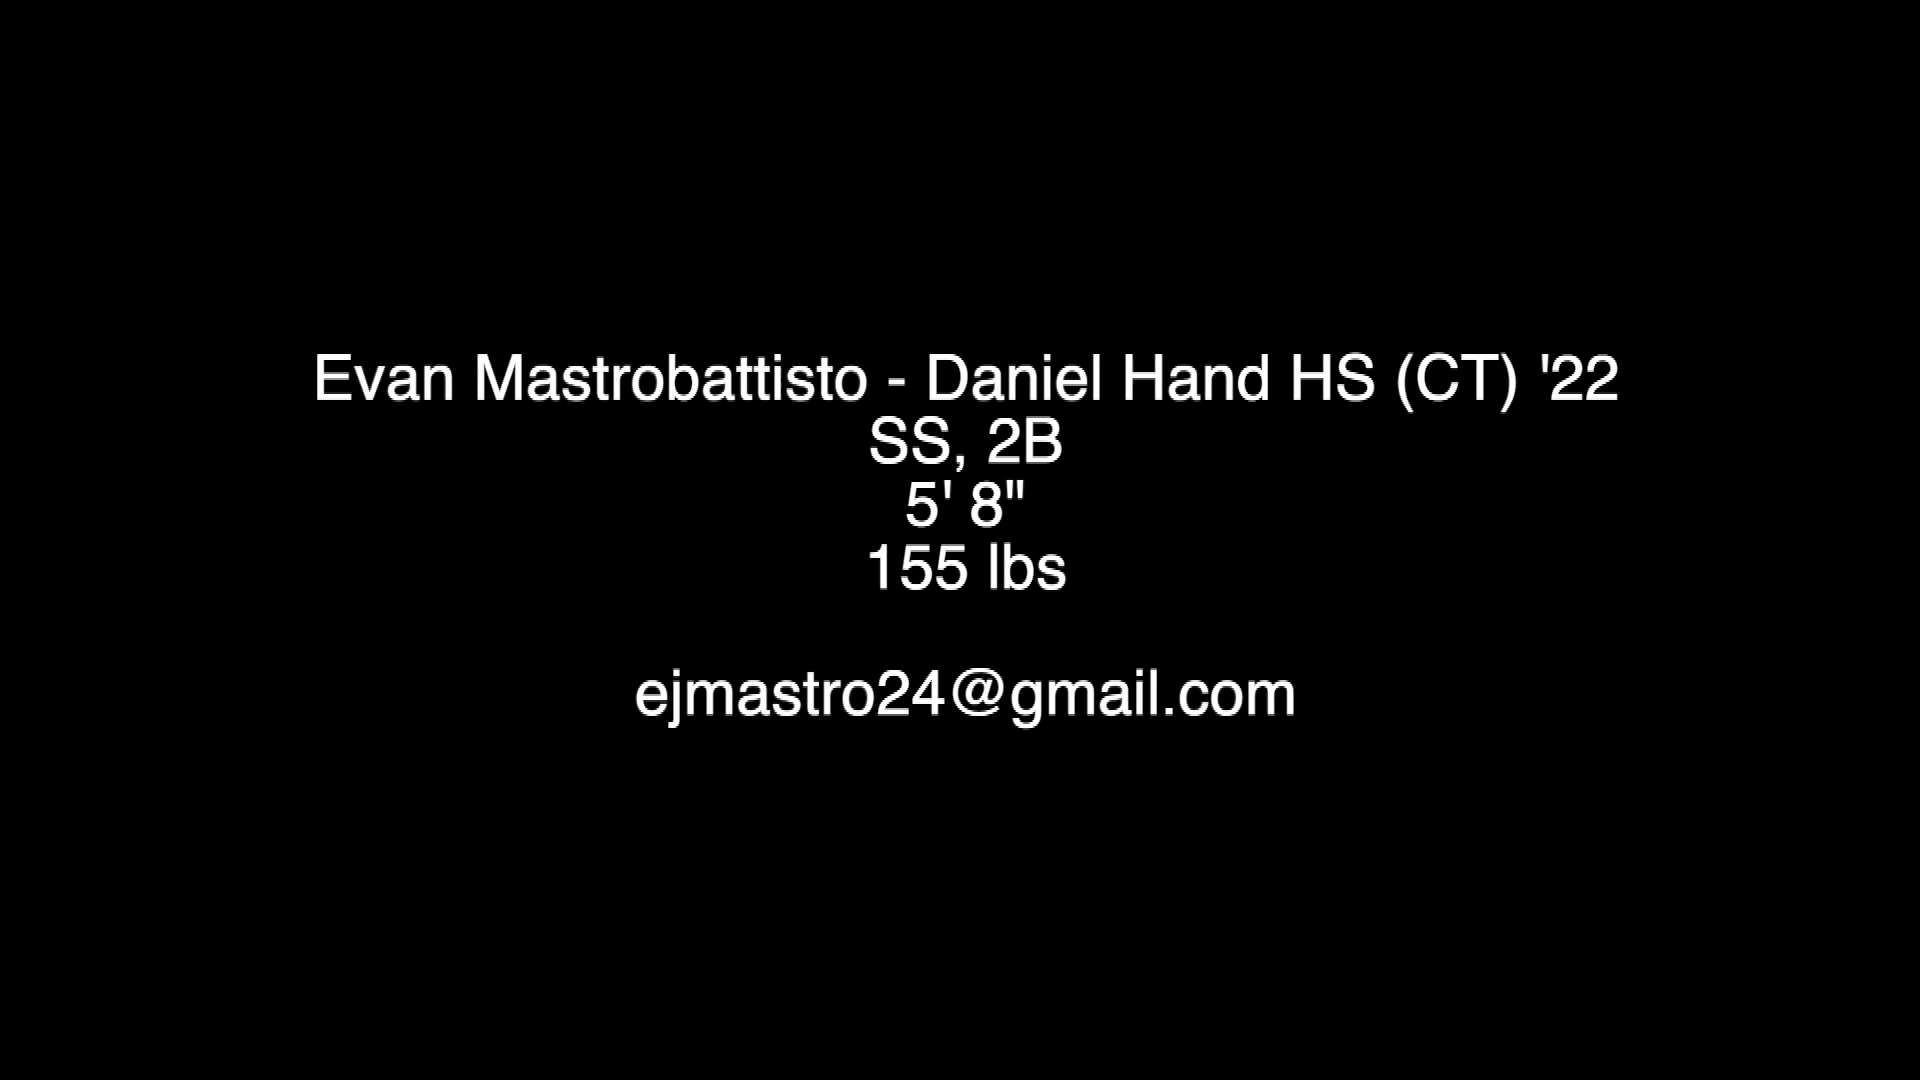 Evan Mastrobattisto - Daniel Hand HS (CT) '22
SS, 2B
5' 8"
155 lbs
ejmastro24@gmail.com